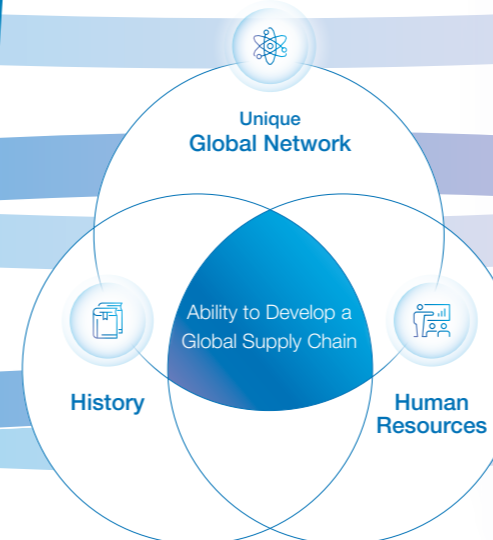 Unique
Global Network
Ability to Develop a
Global Supply Chain
History
Human
Resources